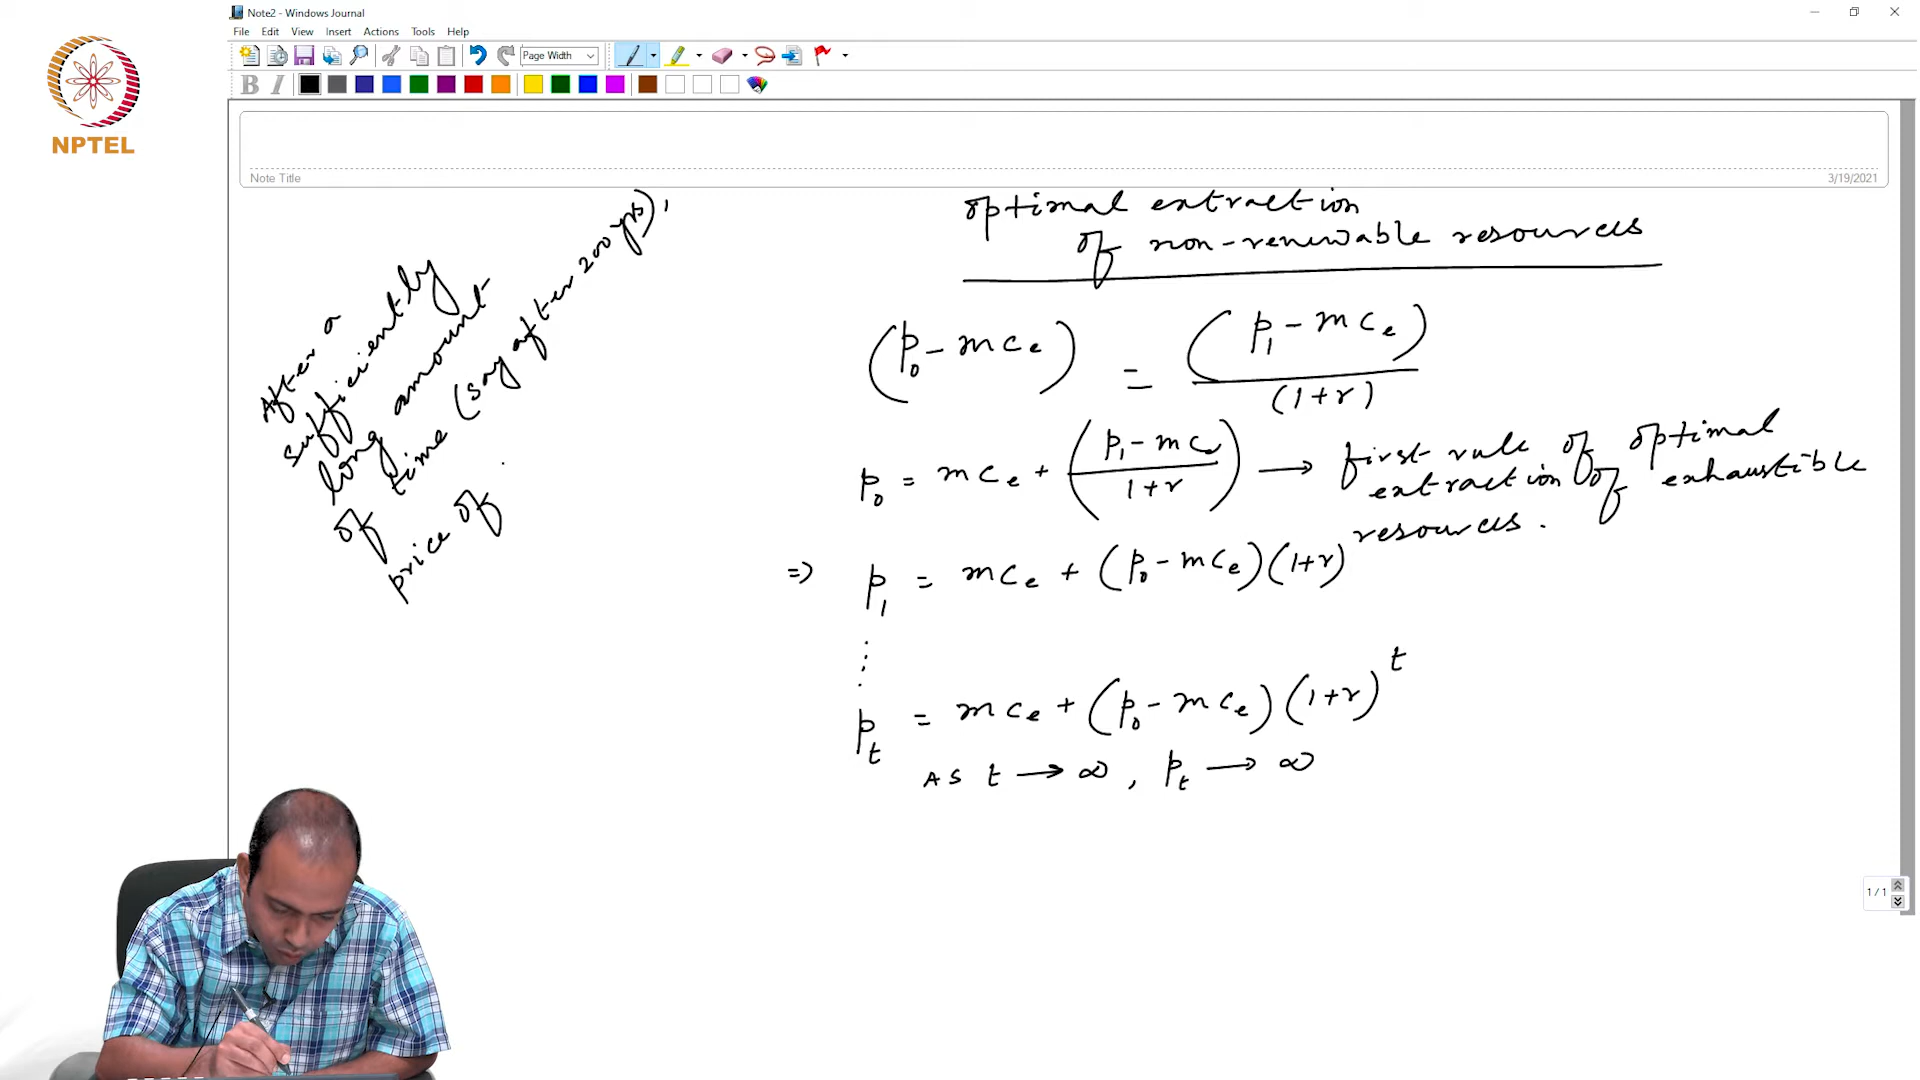 Note2 - Windows Journal
File Edit View Insert Actions Tools Help
Page Width
B I
NPTEL
Note Title
3/19/2021
After a
sufficiently
long amount
of time (say after 200 yrs),
price of
optimal extraction
of non-renewable resources
(p₀ - mcₑ) = (p₁ - mcₑ) / (1+r)
p₀ = mcₑ + (p₁ - mcₑ / 1+r) → first rule of optimal
extraction of exhaustible
resources.
⇒ p₁ = mcₑ + (p₀ - mcₑ)(1+r)
⋮
pₜ = mcₑ + (p₀ - mcₑ)(1+r)ᵗ
As t → ∞, pₜ → ∞
1 / 1